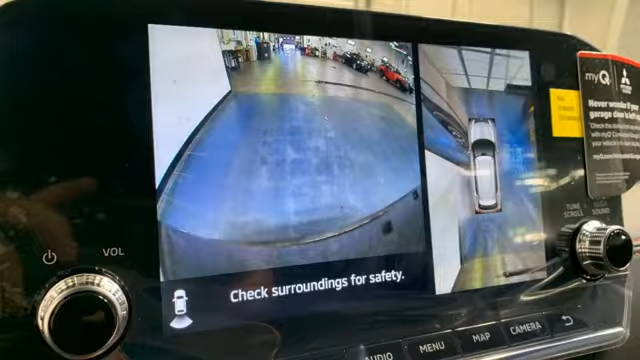 myQ
Never wonder if your
garage door is left
VOL
TUNE
SCROLL
SOUND
Check surroundings for safety.
AUDIO
MENU
MAP
CAMERA